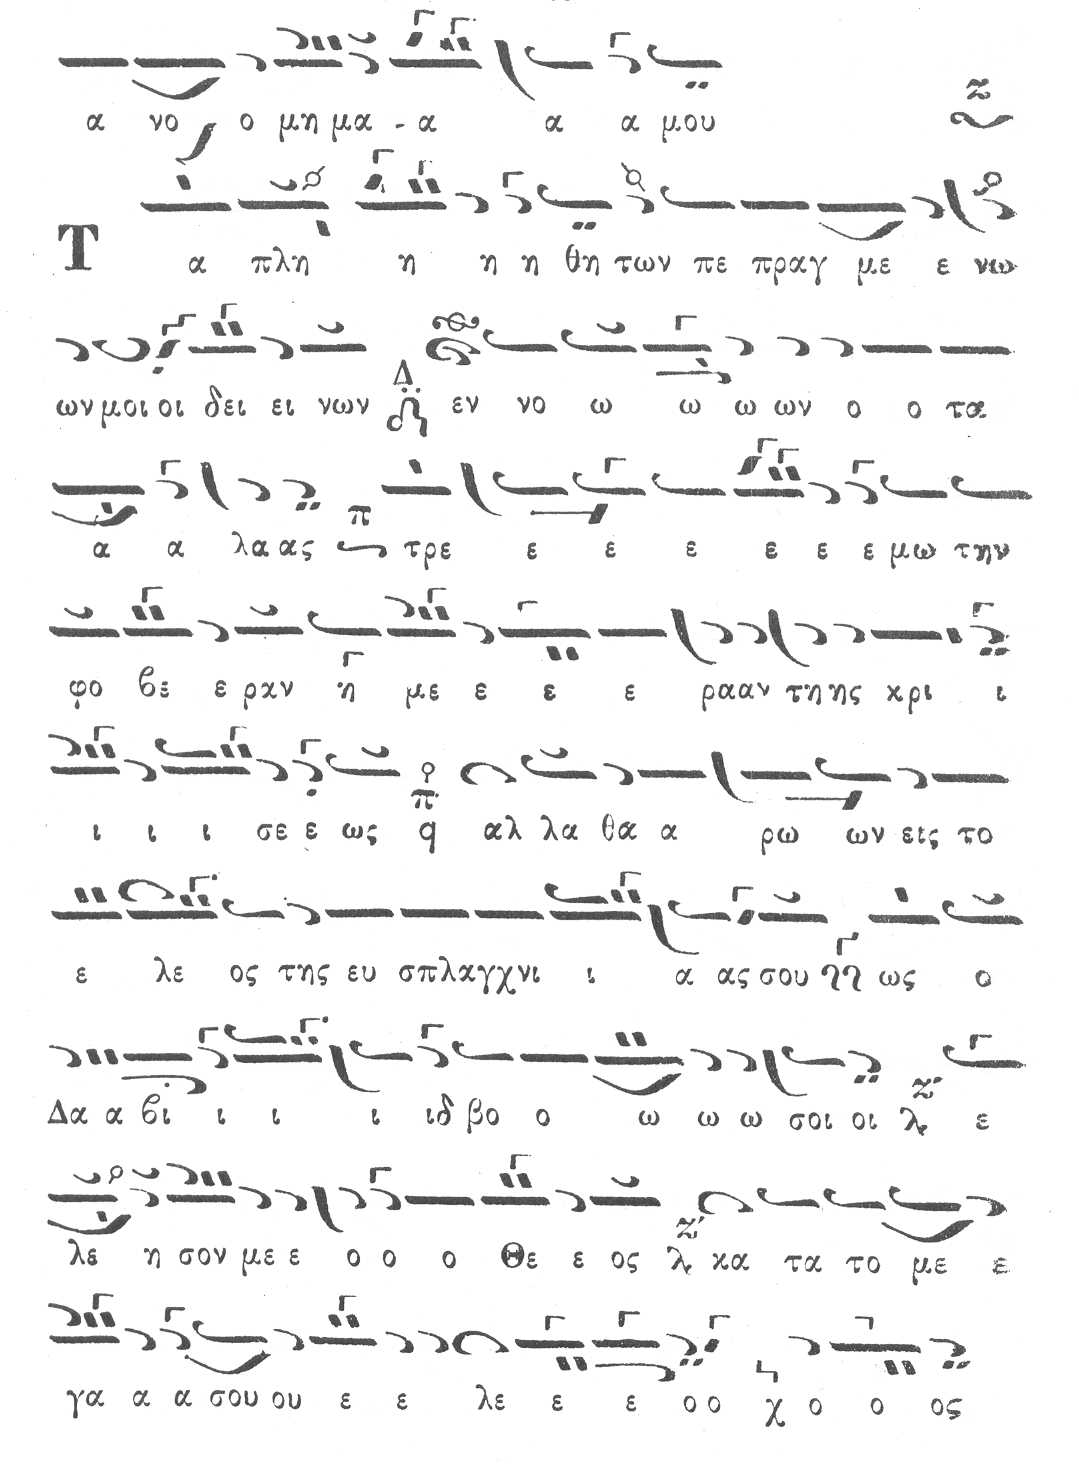 α νο ο μη μα - α α α μου
Τ α πλη η η η θη των πε πραγ με ε νω
ων μοι οι δει ει νων Δ εν νο ω ω ω ων ο ο τα
α α λα ας π τρε ε ε ε ε ε ε μω την
φο βε ε ραν η με ε ε ε ρααν τη ης κρι ι
ι ι ι σε ε ως π q αλ λα θα α ρω ων εις το
ε λε ος της ευ σπλαγχνι ι α ας σου ως ο
Δα α βι ι ι ι ιδ βο ο ω ω ω σοι οι ε
λε η σον με ε ο ο ο Θε ε ος κα τα το με ε
γα α α σου ου ε ε λε ε ε ο ο χ ο ο ος